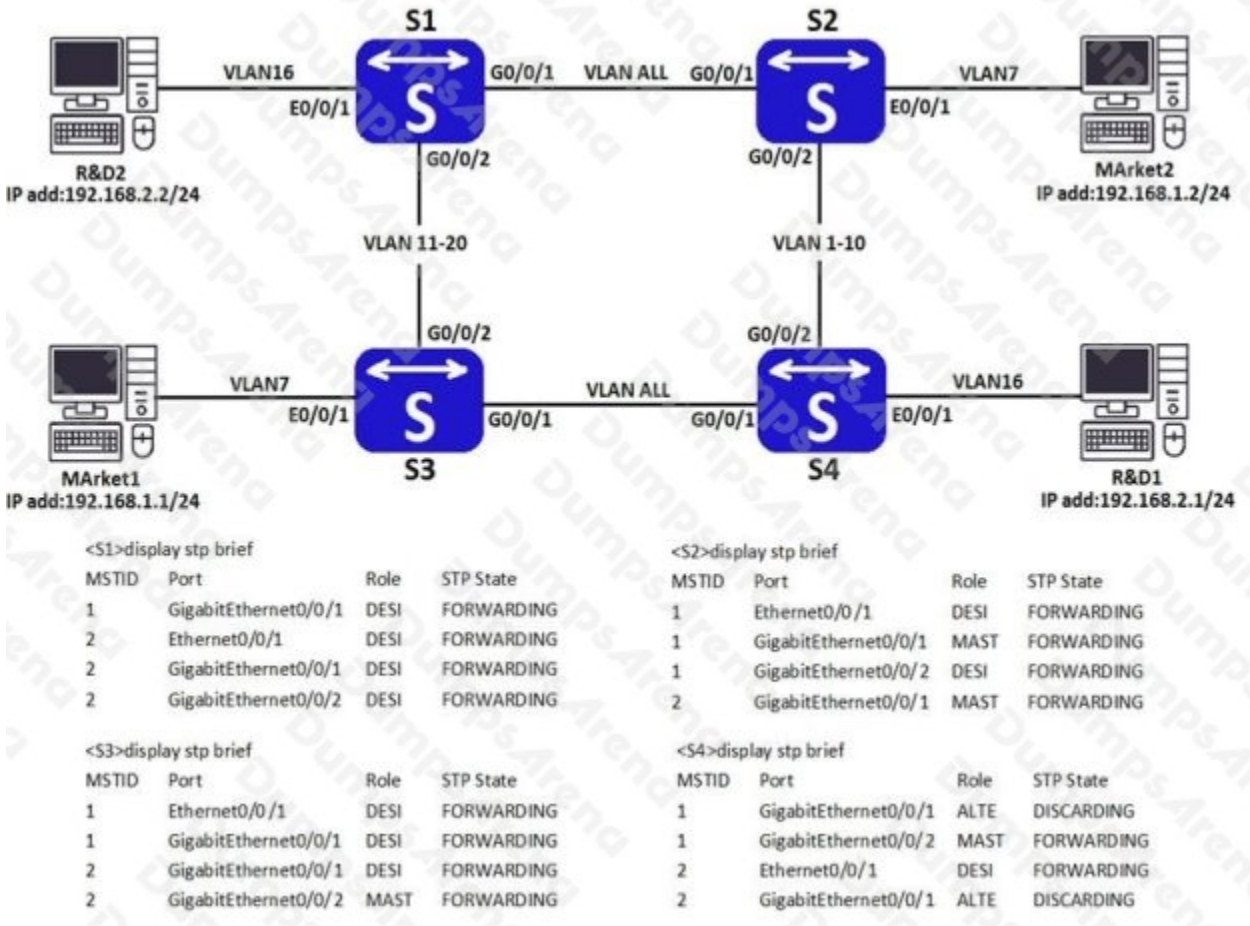 S1
S2
VLAN16
G0/0/1
VLAN ALL
G0/0/1
VLAN7
E0/0/1
S
S
E0/0/1
R&D2
IP add:192.168.2.2/24
G0/0/2
G0/0/2
MArket2
IP add:192.168.1.2/24
VLAN 11-20
VLAN 1-10
G0/0/2
G0/0/2
VLAN7
E0/0/1
S
G0/0/1
VLAN ALL
G0/0/1
S
E0/0/1
VLAN16
MArket1
IP add:192.168.1.1/24
S3
S4
R&D1
IP add:192.168.2.1/24
<S1>display stp brief
MSTID Port Role STP State
1 GigabitEthernet0/0/1 DESI FORWARDING
2 Ethernet0/0/1 DESI FORWARDING
2 GigabitEthernet0/0/1 DESI FORWARDING
2 GigabitEthernet0/0/2 DESI FORWARDING
<S2>display stp brief
MSTID Port Role STP State
1 Ethernet0/0/1 DESI FORWARDING
1 GigabitEthernet0/0/1 MAST FORWARDING
1 GigabitEthernet0/0/2 DESI FORWARDING
2 GigabitEthernet0/0/1 MAST FORWARDING
<S3>display stp brief
MSTID Port Role STP State
1 Ethernet0/0/1 DESI FORWARDING
1 GigabitEthernet0/0/1 DESI FORWARDING
2 GigabitEthernet0/0/1 DESI FORWARDING
2 GigabitEthernet0/0/2 MAST FORWARDING
<S4>display stp brief
MSTID Port Role STP State
1 GigabitEthernet0/0/1 ALTE DISCARDING
1 GigabitEthernet0/0/2 MAST FORWARDING
2 Ethernet0/0/1 DESI FORWARDING
2 GigabitEthernet0/0/1 ALTE DISCARDING
DumpsArena